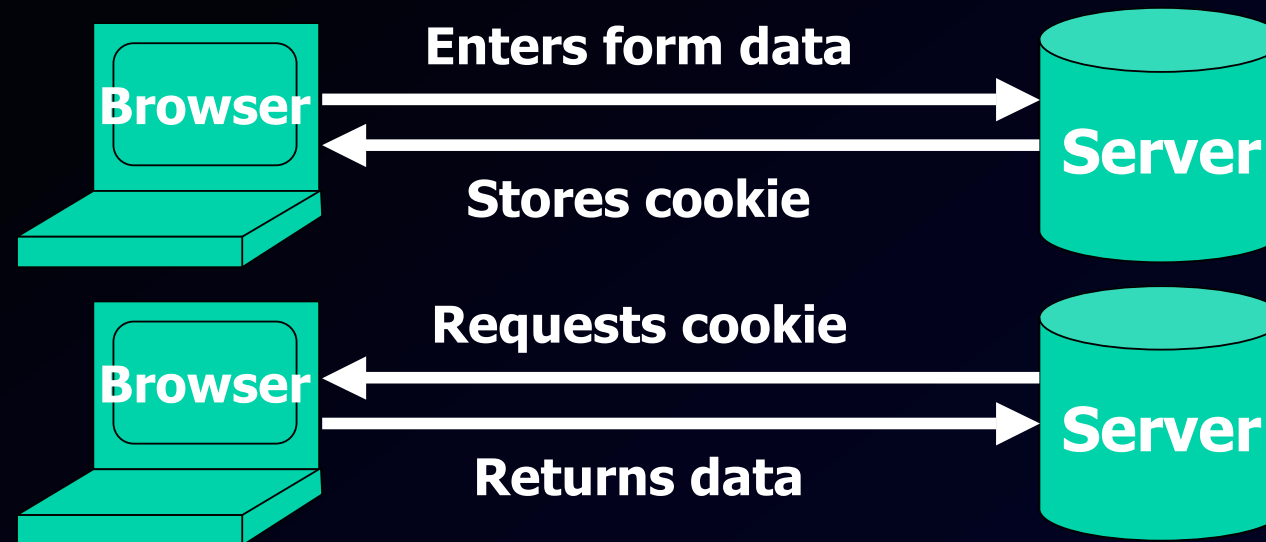 Enters form data
Browser
Server
Stores cookie
Requests cookie
Browser
Server
Returns data